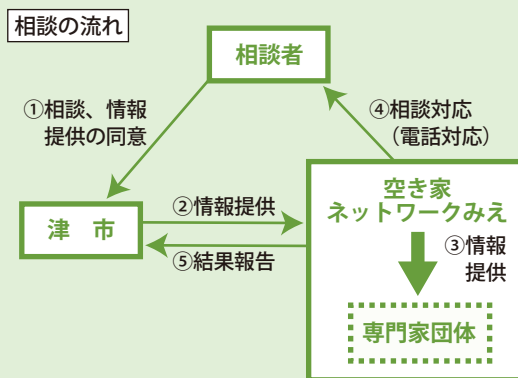 相談の流れ
相談者
①相談、情報
提供の同意
④相談対応
（電話対応）
津　市
②情報提供
⑤結果報告
空き家
ネットワークみえ
③情報
提供
専門家団体